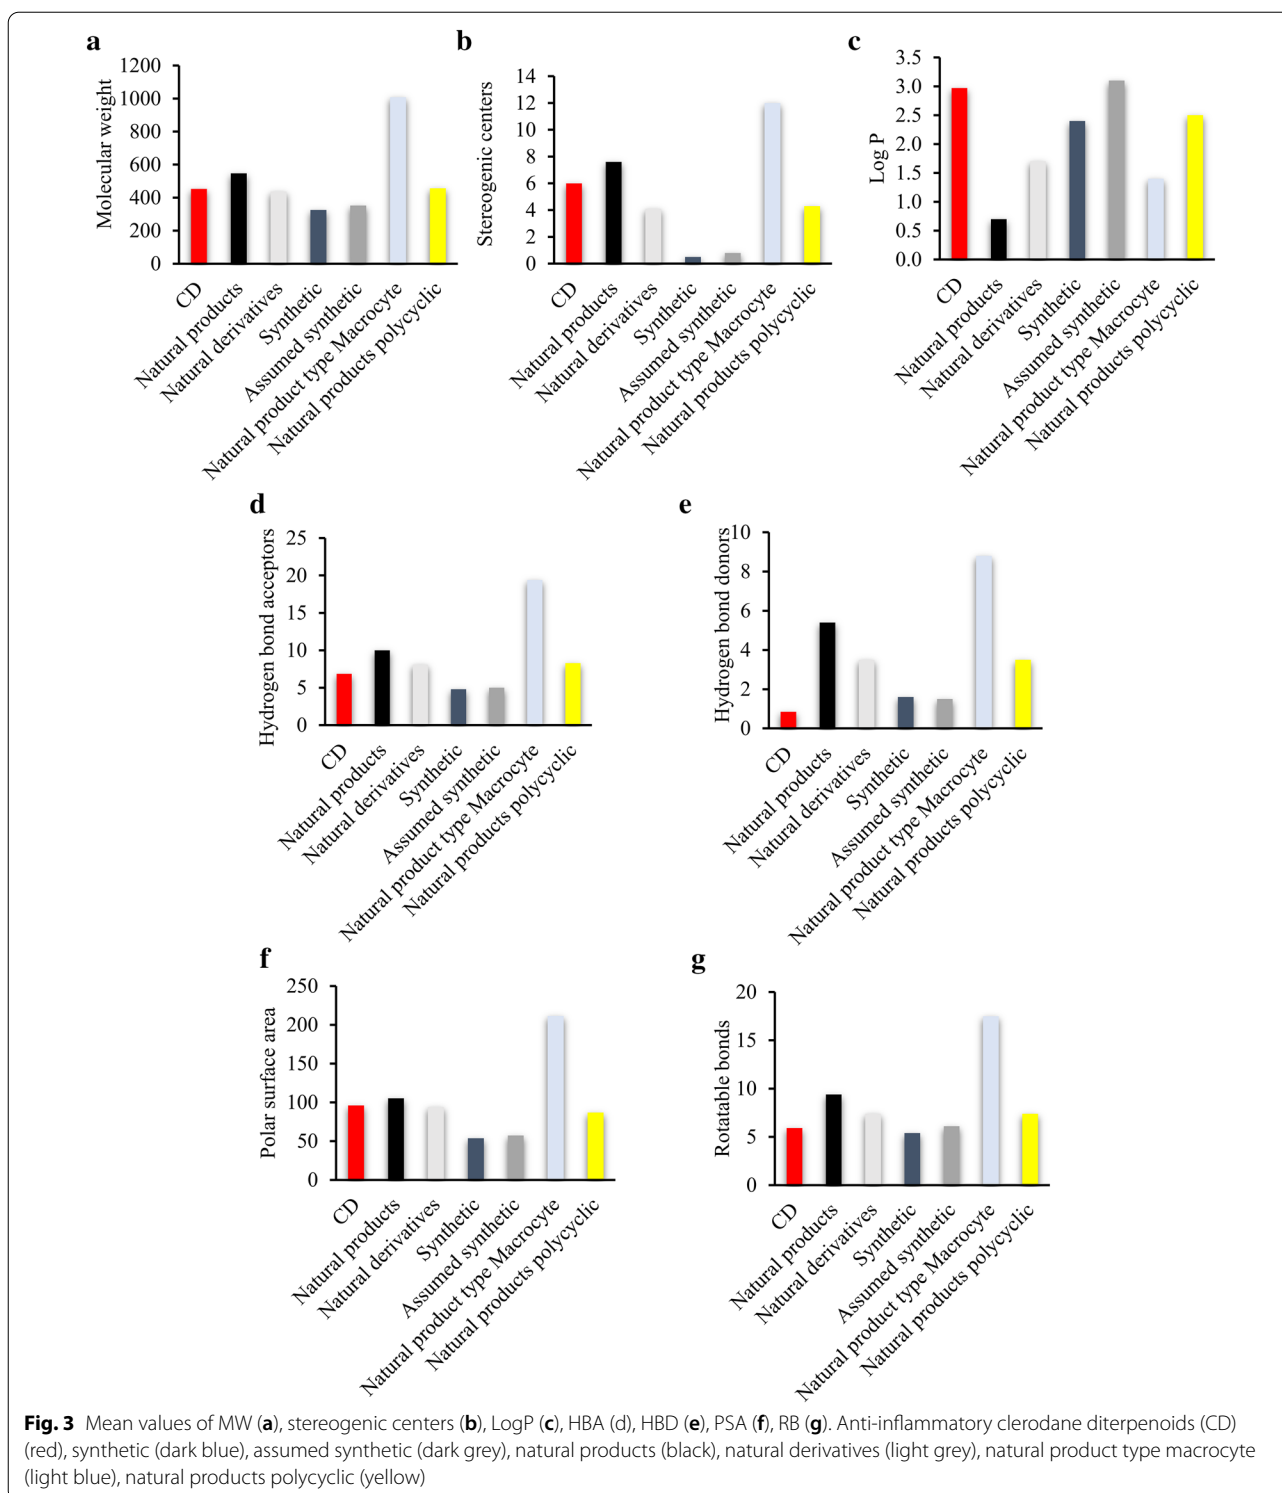 a
Molecular weight
1200
1000
800
600
400
200
0
CD
Natural products
Natural derivatives
Synthetic
Assumed synthetic
Natural product type Macrocyte
Natural products polycyclic
b
Stereogenic centers
14
12
10
8
6
4
2
0
CD
Natural products
Natural derivatives
Synthetic
Assumed synthetic
Natural product type Macrocyte
Natural products polycyclic
c
Log P
3.5
3.0
2.5
2.0
1.5
1.0
0.5
0.0
CD
Natural products
Natural derivatives
Synthetic
Assumed synthetic
Natural product type Macrocyte
Natural products polycyclic
d
Hydrogen bond acceptors
25
20
15
10
5
0
CD
Natural products
Natural derivatives
Synthetic
Assumed synthetic
Natural product type Macrocyte
Natural products polycyclic
e
Hydrogen bond donors
10
8
6
4
2
0
CD
Natural products
Natural derivatives
Synthetic
Assumed synthetic
Natural product type Macrocyte
Natural products polycyclic
f
Polar surface area
250
200
150
100
50
0
CD
Natural products
Natural derivatives
Synthetic
Assumed synthetic
Natural product type Macrocyte
Natural products polycyclic
g
Rotatable bonds
20
15
10
5
0
CD
Natural products
Natural derivatives
Synthetic
Assumed synthetic
Natural product type Macrocyte
Natural products polycyclic
Fig. 3 Mean values of MW (a), stereogenic centers (b), LogP (c), HBA (d), HBD (e), PSA (f), RB (g). Anti-inflammatory clerodane diterpenoids (CD)
(red), synthetic (dark blue), assumed synthetic (dark grey), natural products (black), natural derivatives (light grey), natural product type macrocyte
(light blue), natural products polycyclic (yellow)